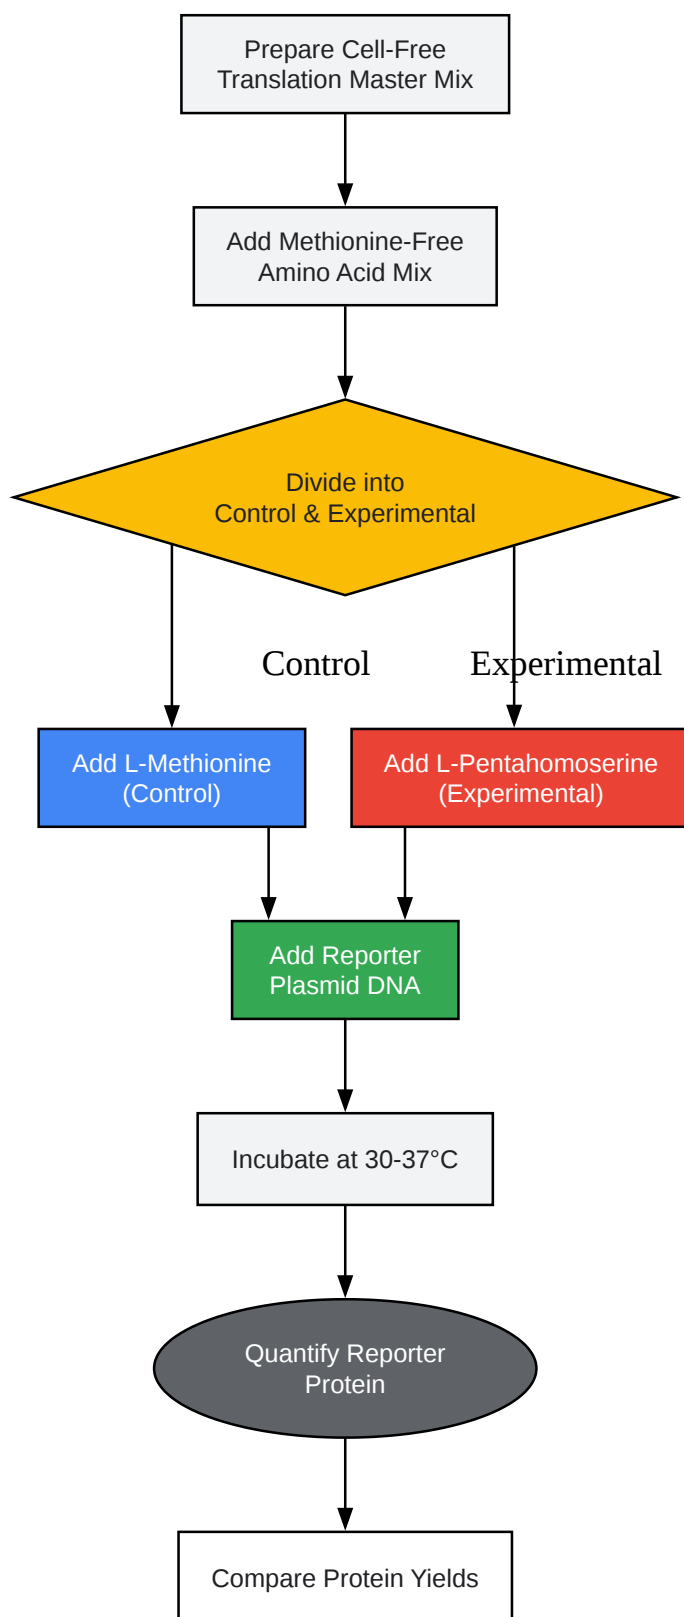 Prepare Cell-Free
Translation Master Mix
Add Methionine-Free
Amino Acid Mix
Divide into
Control & Experimental
Control
Experimental
Add L-Methionine
(Control)
Add L-Pentahomoserine
(Experimental)
Add Reporter
Plasmid DNA
Incubate at 30-37°C
Quantify Reporter
Protein
Compare Protein Yields